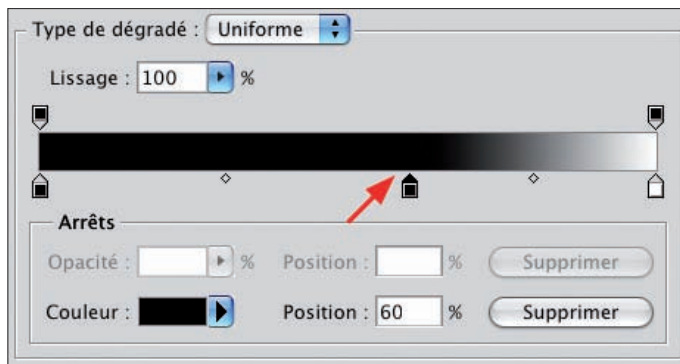 Type de dégradé : Uniforme
Lissage : 100 %
Arrêts
Opacité : % Position : % Supprimer
Couleur : Position : 60 % Supprimer